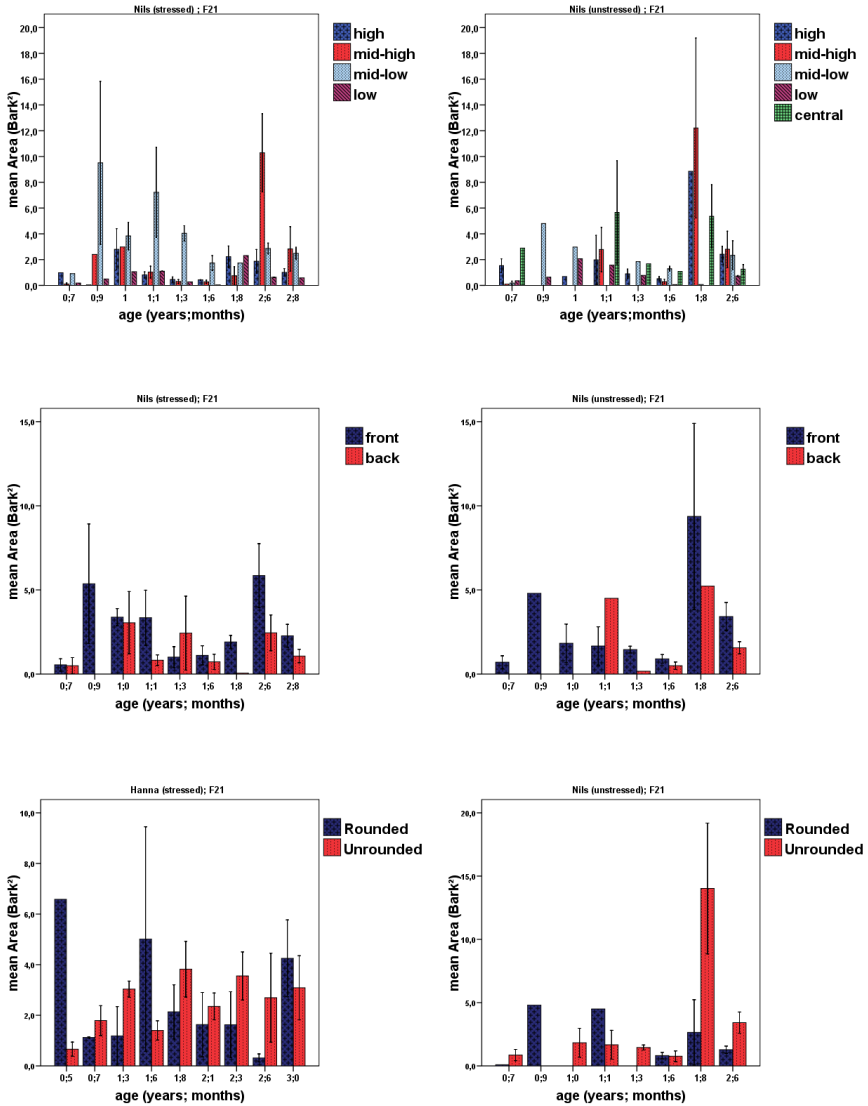 Nils (stressed) ; F21
20,0
18,0
16,0
14,0
12,0
10,0
8,0
6,0
4,0
2,0
0,0
mean Area (Bark²)
0;7 0;9 1 1;1 1;3 1;6 1;8 2;6 2;8
age (years;months)
high
mid-high
mid-low
low
Nils (unstressed) ; F21
20,0
18,0
16,0
14,0
12,0
10,0
8,0
6,0
4,0
2,0
0,0
mean Area (Bark²)
0;7 0;9 1 1;1 1;3 1;6 1;8 2;6
age (years;months)
high
mid-high
mid-low
low
central
Nils (stressed); F21
15,0
10,0
5,0
0,0
mean Area (Bark²)
0;7 0;9 1;0 1;1 1;3 1;6 1;8 2;6 2;8
age (years; months)
front
back
Nils (unstressed); F21
15,0
10,0
5,0
0,0
mean Area (Bark²)
0;7 0;9 1;0 1;1 1;3 1;6 1;8 2;6
age (years; months)
front
back
Hanna (stressed); F21
10,0
8,0
6,0
4,0
2,0
0,0
mean Area (Bark²)
0;5 0;7 1;3 1;6 1;8 2;1 2;3 2;6 3;0
age (years; months)
Rounded
Unrounded
Nils (unstressed); F21
20,0
15,0
10,0
5,0
0,0
mean Area (Bark²)
0;7 0;9 1;0 1;1 1;3 1;6 1;8 2;6
age (years; months)
Rounded
Unrounded